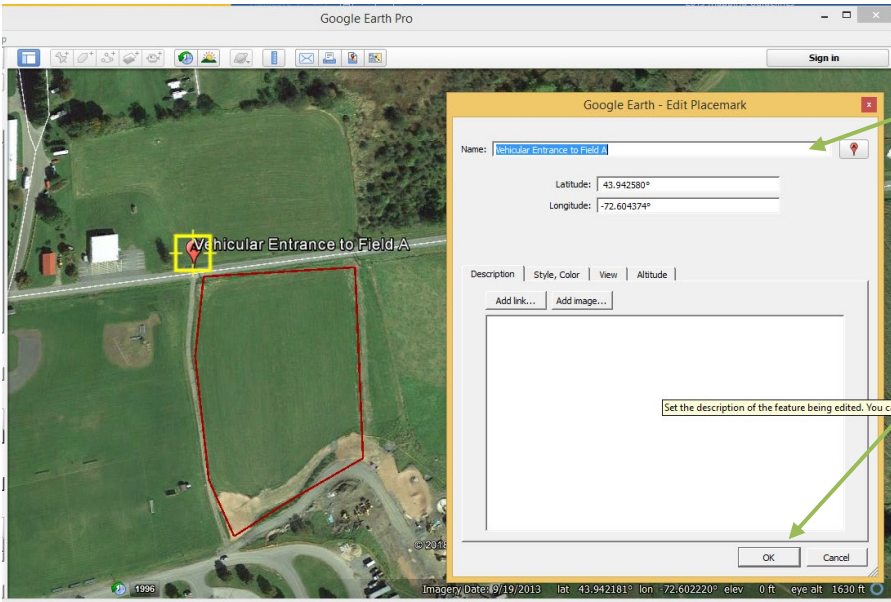 Google Earth Pro
Sign in
Google Earth - Edit Placemark
Name: Vehicular Entrance to Field A
Latitude: 43.942580°
Longitude: -72.604374°
A
Vehicular Entrance to Field A
Description Style, Color View Altitude
Add link... Add image...
Set the description of the feature being edited. You c
OK Cancel
© 2018
1996
Imagery Date: 9/19/2013 lat 43.942181° lon -72.602220° elev 0 ft eye alt 1630 ft